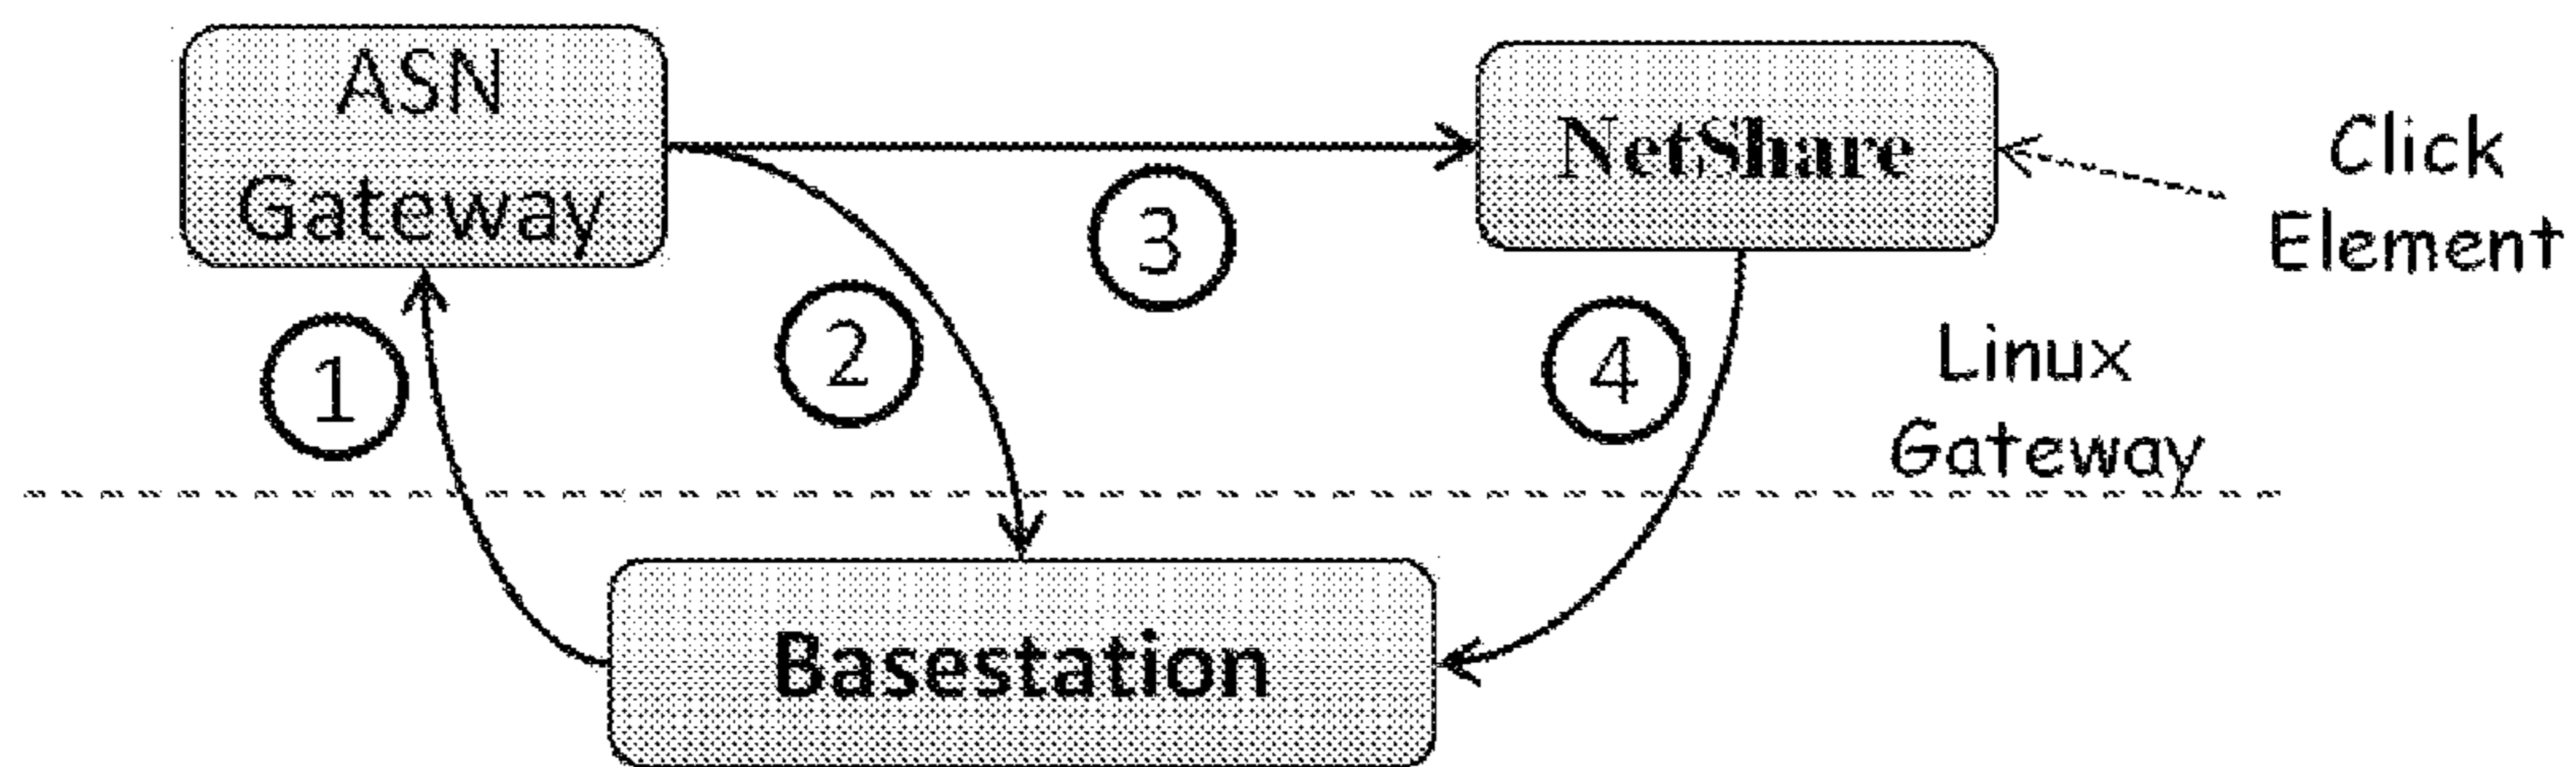 ASN
Gateway
NetShare
Click
Element
3
2
1
4
Linux
Gateway
Basestation